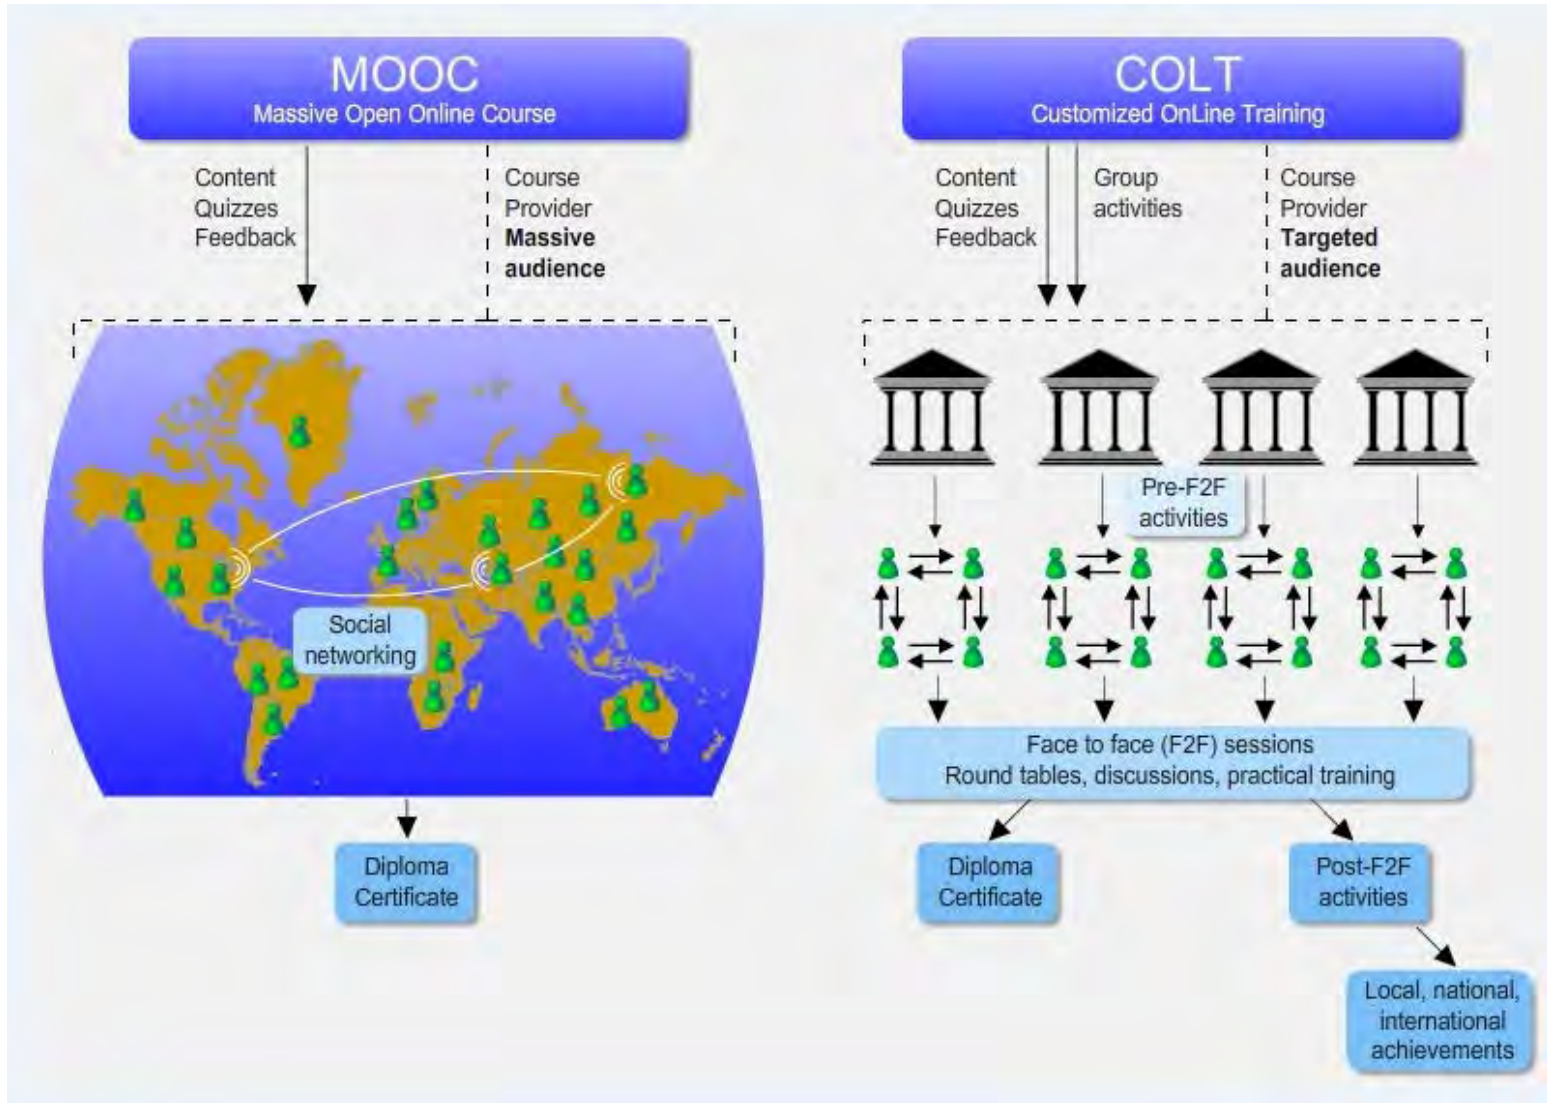 MOOC
Massive Open Online Course
Content
Quizzes
Feedback
Course
Provider
Massive
audience
Social
networking
Diploma
Certificate
COLT
Customized OnLine Training
Content
Quizzes
Feedback
Group
activities
Course
Provider
Targeted
audience
Pre-F2F
activities
Face to face (F2F) sessions
Round tables, discussions, practical training
Diploma
Certificate
Post-F2F
activities
Local, national,
international
achievements